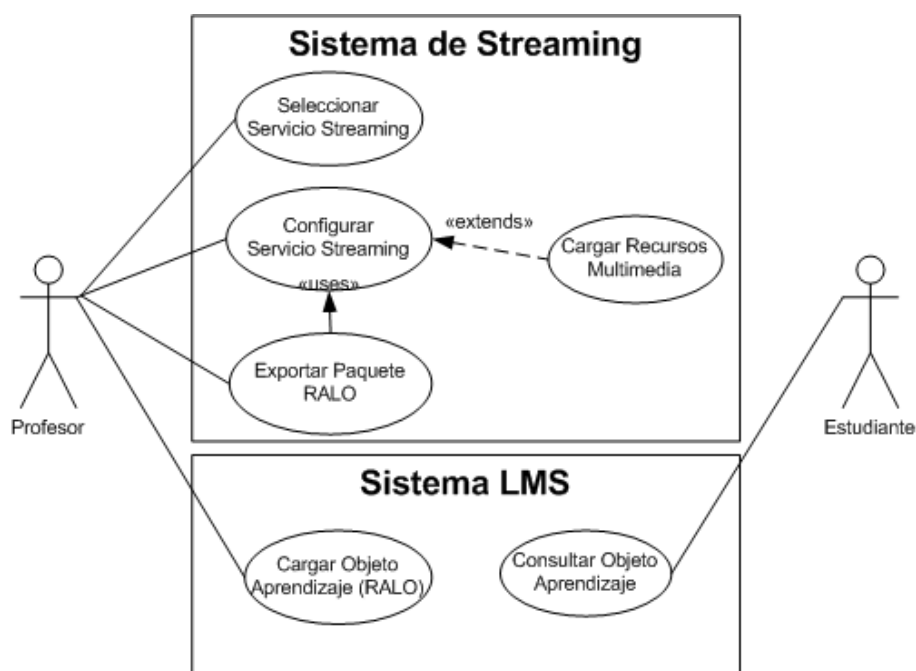 Sistema de Streaming
Seleccionar
Servicio Streaming
Configurar
Servicio Streaming
«extends»
Cargar Recursos
Multimedia
«uses»
Exportar Paquete
RALO
Profesor
Estudiante
Sistema LMS
Cargar Objeto
Aprendizaje (RALO)
Consultar Objeto
Aprendizaje